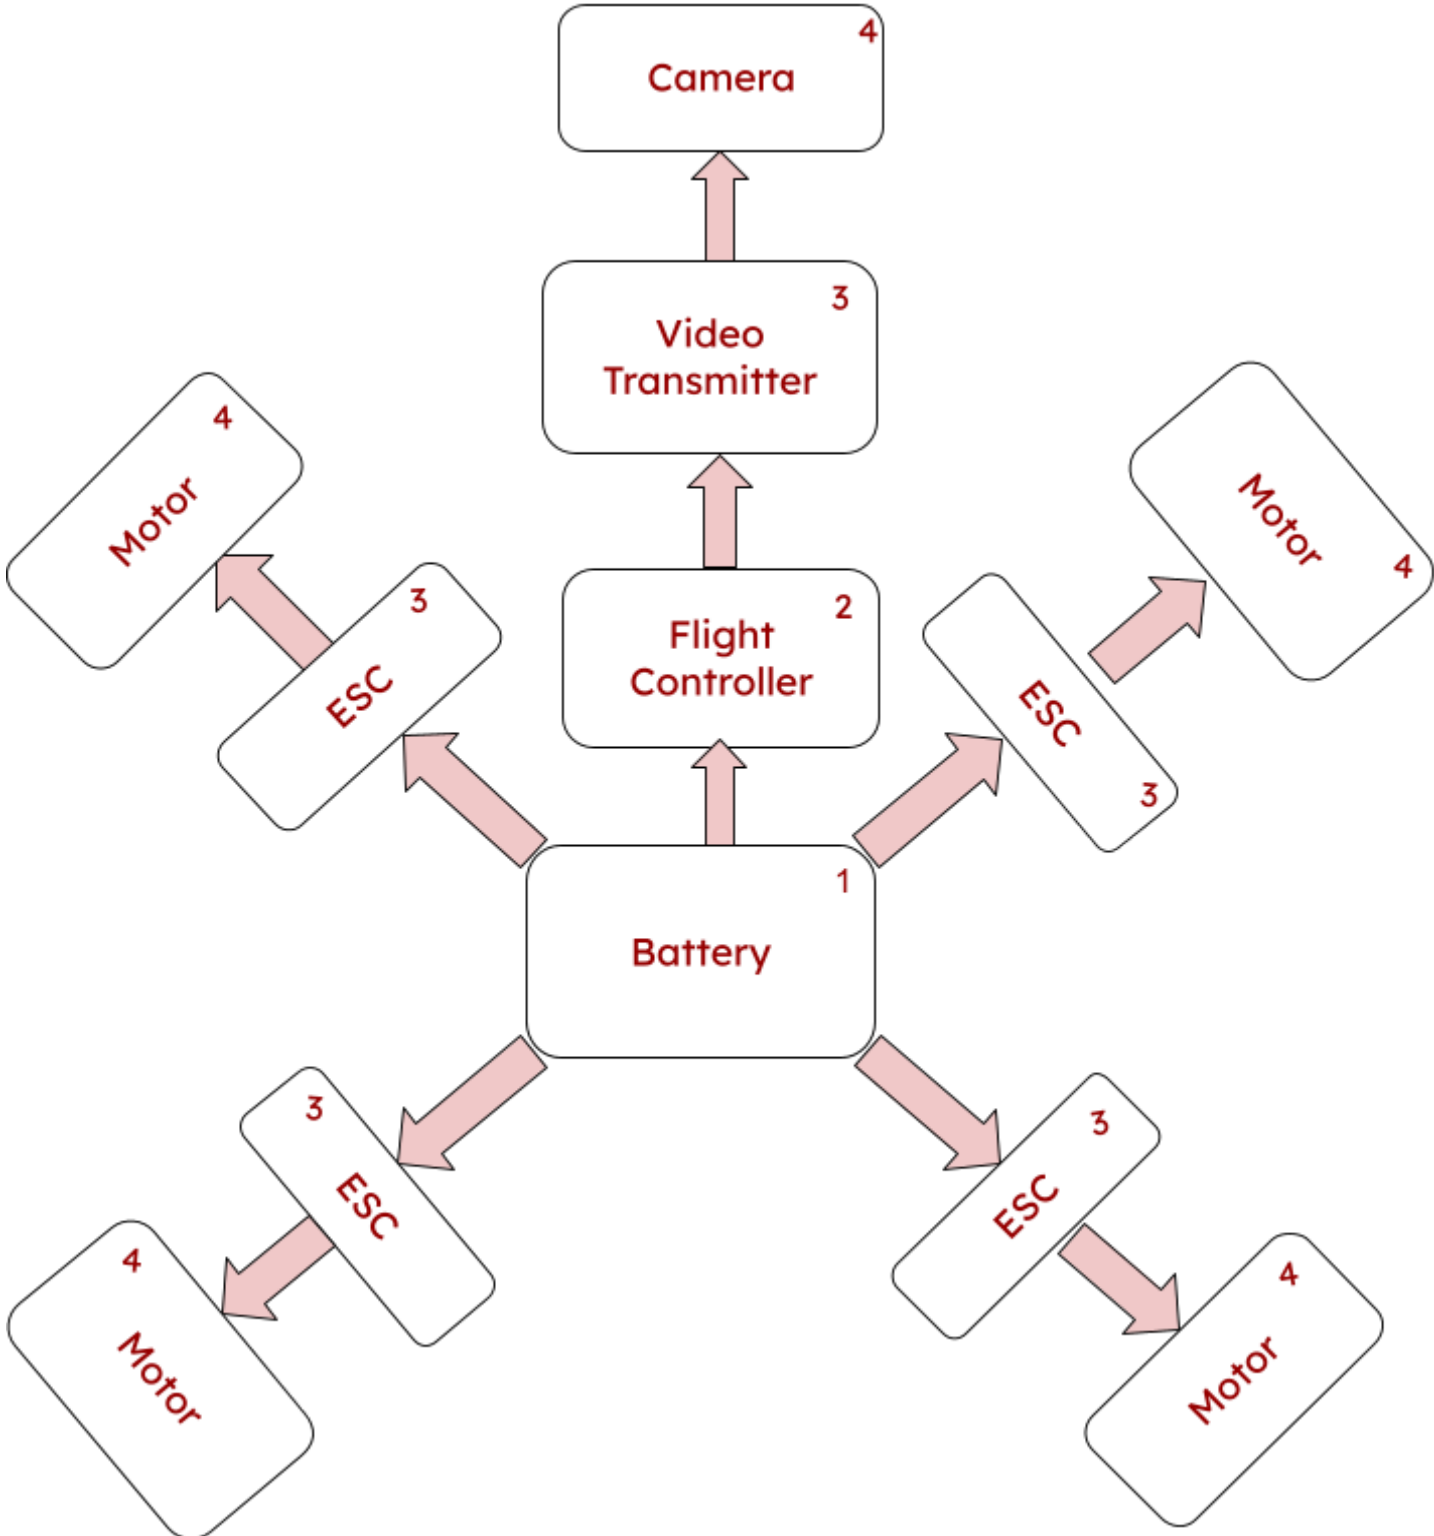 4
Camera
3
Video
Transmitter
4
Motor
Motor
4
3
ESC
2
Flight
Controller
ESC
3
1
Battery
3
ESC
3
ESC
4
Motor
4
Motor